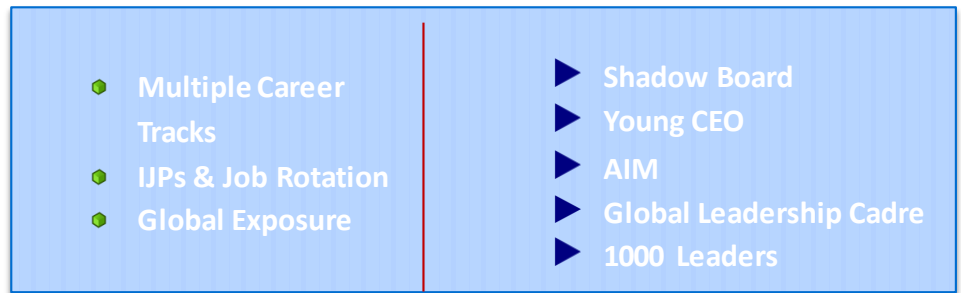 Multiple Career
Tracks
IJPs & Job Rotation
Global Exposure
Shadow Board
Young CEO
AIM
Global Leadership Cadre
1000 Leaders